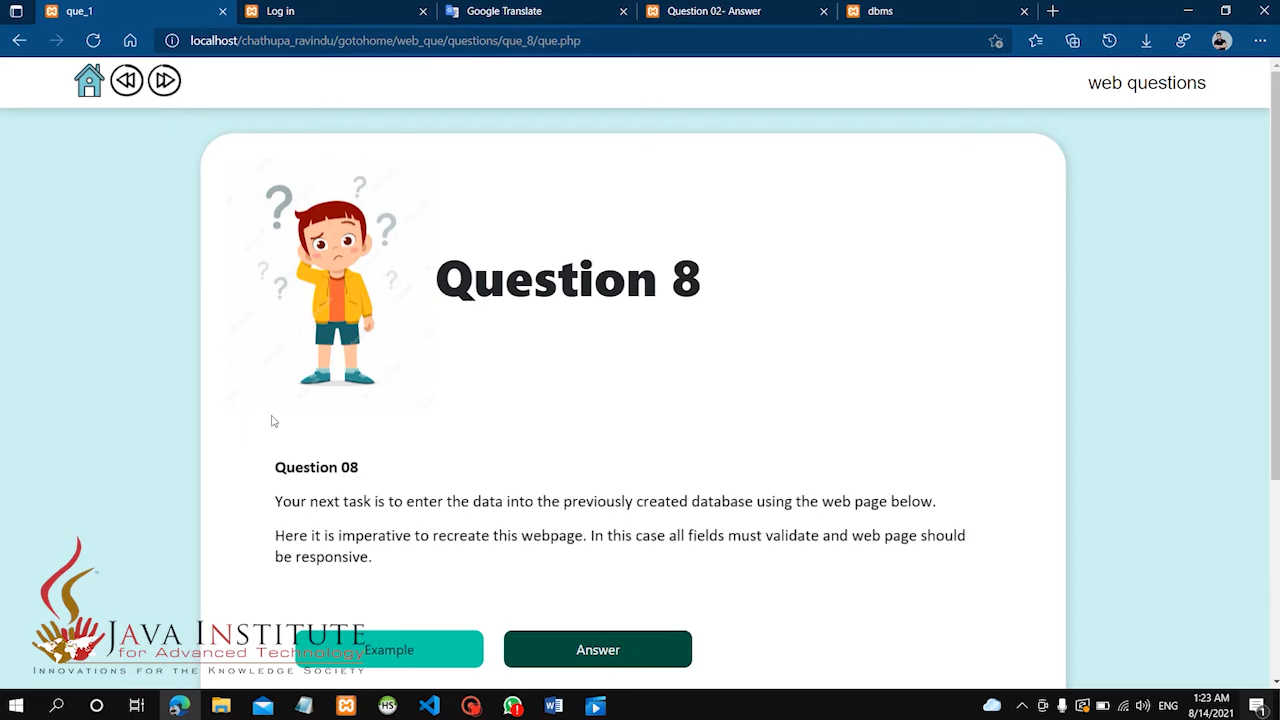 que_1
Log in
Google Translate
Question 02- Answer
dbms
localhost/chathupa_ravindu/gotohome/web_que/questions/que_8/que.php
web questions
? ? ? ? ? ?
Question 8
Question 08
Your next task is to enter the data into the previously created database using the web page below.
Here it is imperative to recreate this webpage. In this case all fields must validate and web page should
be responsive.
Example
Answer
JAVA INSTITUTE
for Advanced Technology
INNOVATIONS FOR THE KNOWLEDGE SOCIETY
ENG
1:23 AM
8/14/2021